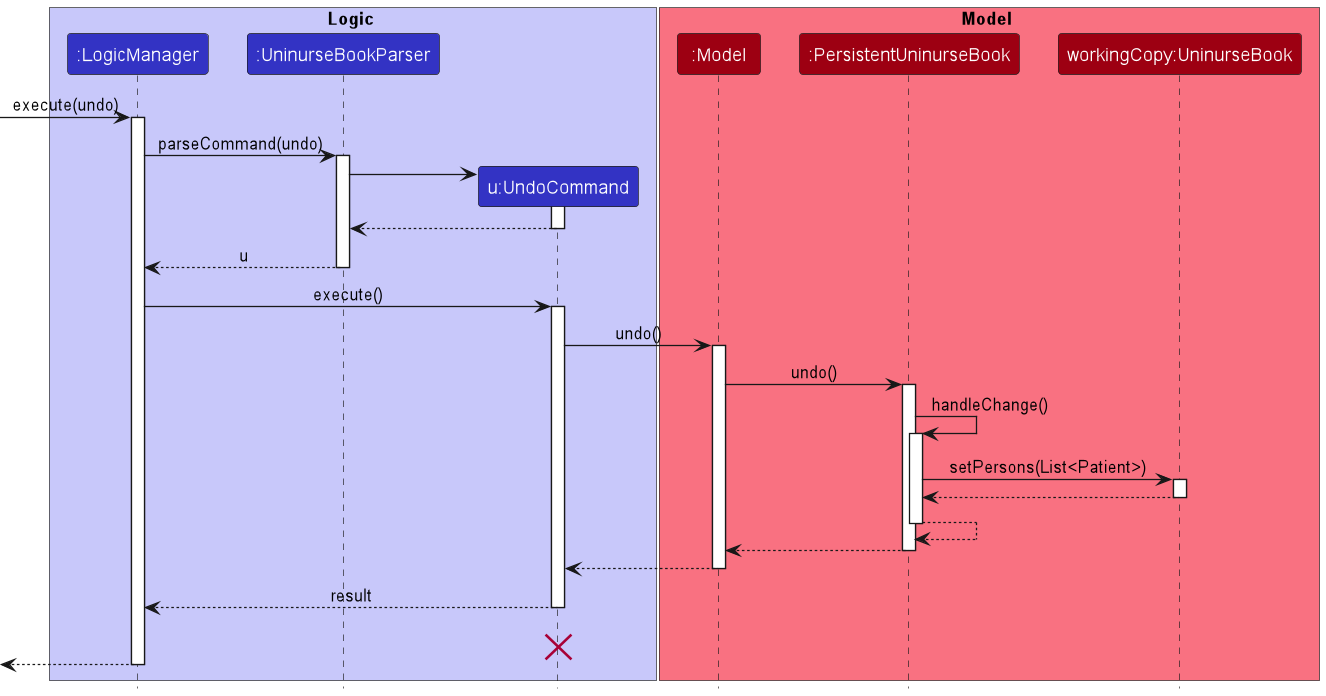 Logic
Model
:LogicManager
:UninurseBookParser
:Model
:PersistentUninurseBook
workingCopy:UninurseBook
execute(undo)
parseCommand(undo)
u:UndoCommand
u
execute()
undo()
undo()
handleChange()
setPersons(List<Patient>)
result